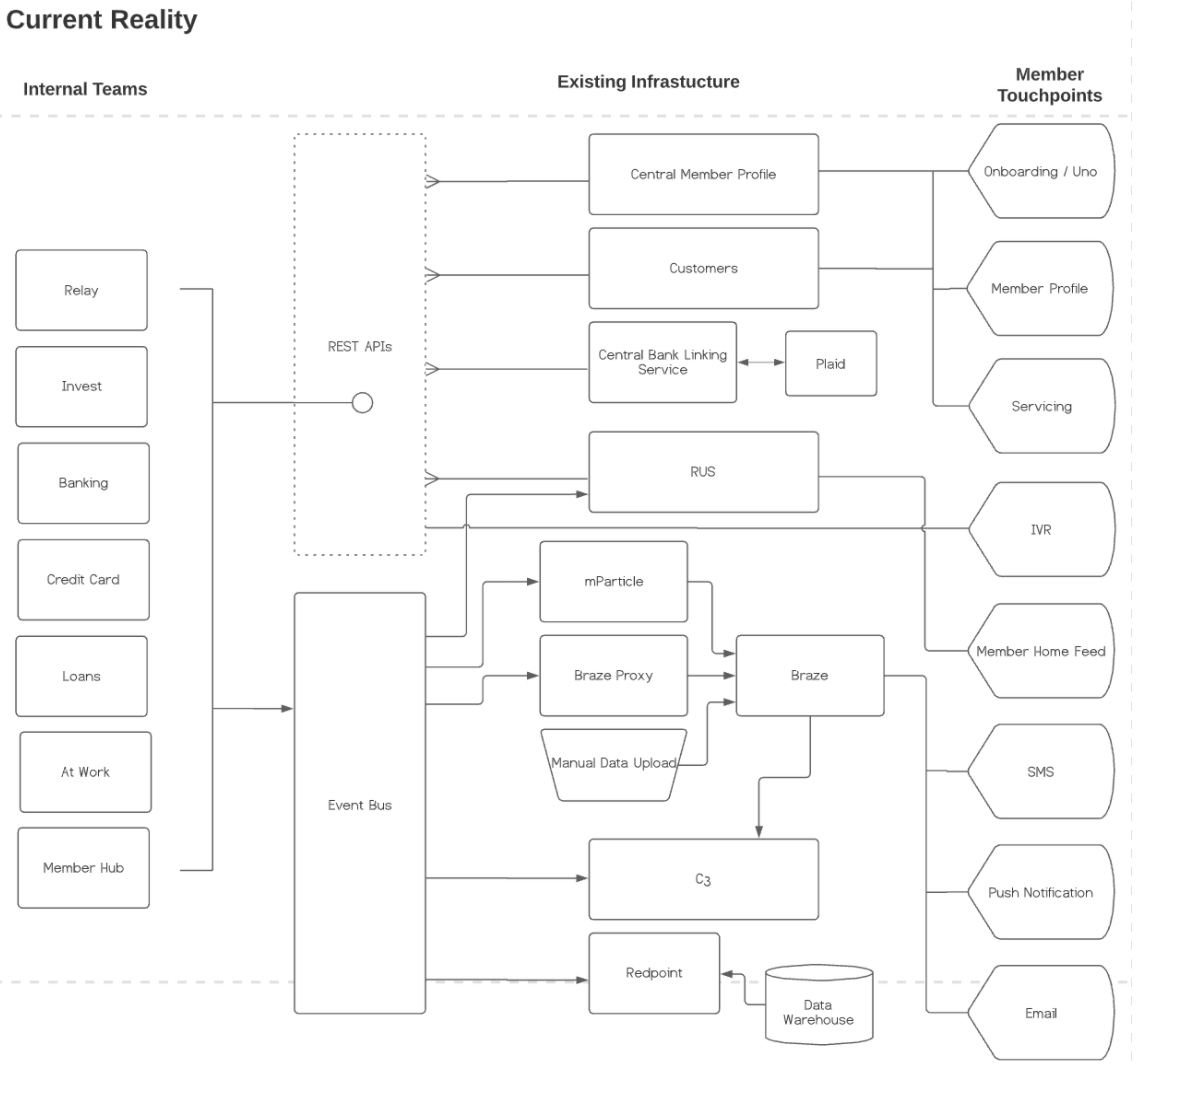 Current Reality
Internal Teams
Existing Infrastucture
Member
Touchpoints
Relay
Invest
Banking
Credit Card
Loans
At Work
Member Hub
REST APIs
Event Bus
Central Member Profile
Customers
Central Bank Linking
Service
Plaid
RUS
mParticle
Braze Proxy
Manual Data Upload
Braze
C3
Redpoint
Data
Warehouse
Onboarding / Uno
Member Profile
Servicing
IVR
Member Home Feed
SMS
Push Notification
Email